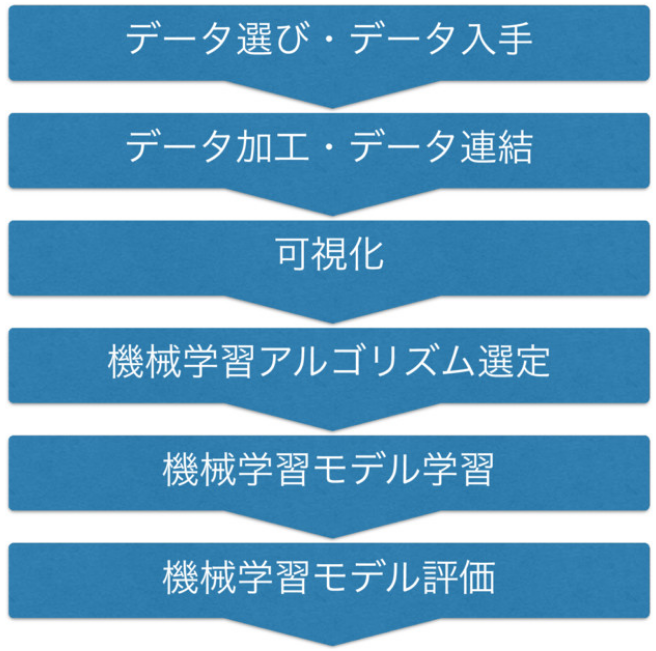 データ選び・データ入手
データ加工・データ連結
可視化
機械学習アルゴリズム選定
機械学習モデル学習
機械学習モデル評価